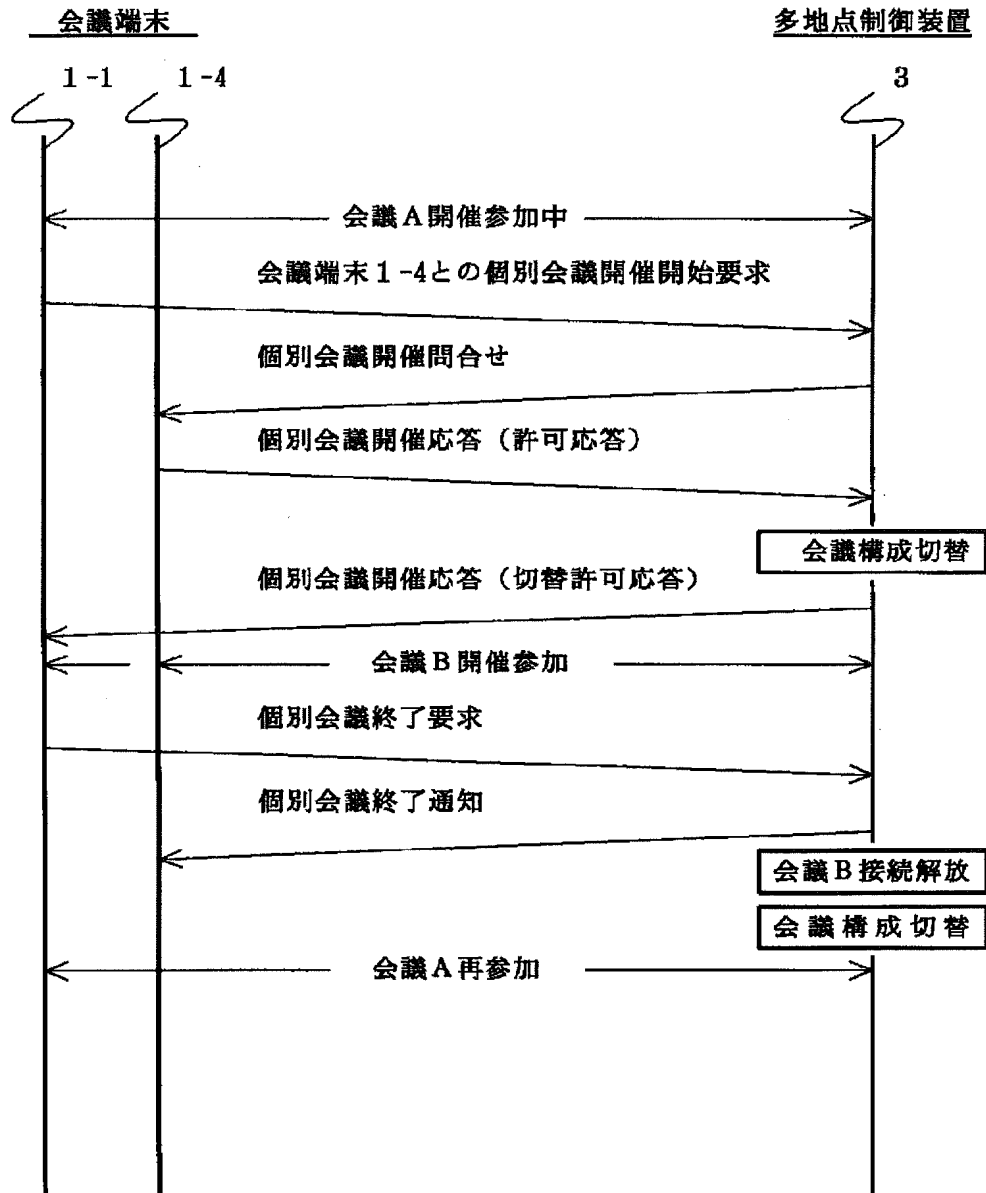 会議端末
多地点制御装置
1-1
1-4
3
会議A開催参加中
会議端末1-4との個別会議開催開始要求
個別会議開催問合せ
個別会議開催応答（許可応答）
会議構成切替
個別会議開催応答（切替許可応答）
会議B開催参加
個別会議終了要求
個別会議終了通知
会議B接続解放
会議構成切替
会議A再参加